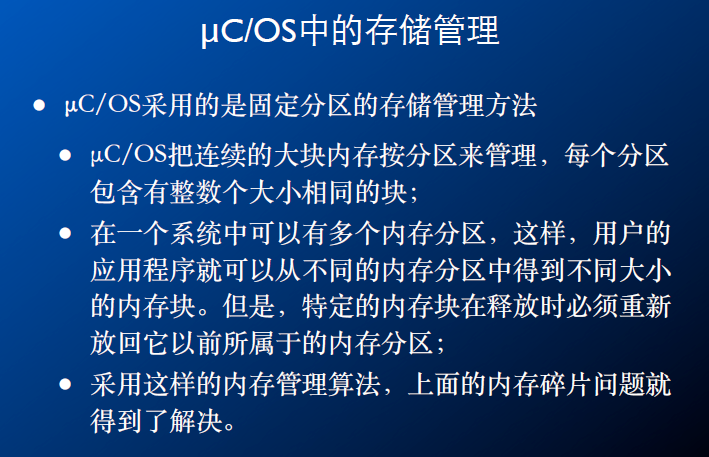 μC/OS中的存储管理
● μC/OS采用的是固定分区的存储管理方法
● μC/OS把连续的大块内存按分区来管理，每个分区
包含有整数个大小相同的块；
● 在一个系统中可以有多个内存分区，这样，用户的
应用程序就可以从不同的内存分区中得到不同大小
的内存块。但是，特定的内存块在释放时必须重新
放回它以前所属于的内存分区；
● 采用这样的内存管理算法，上面的内存碎片问题就
得到了解决。